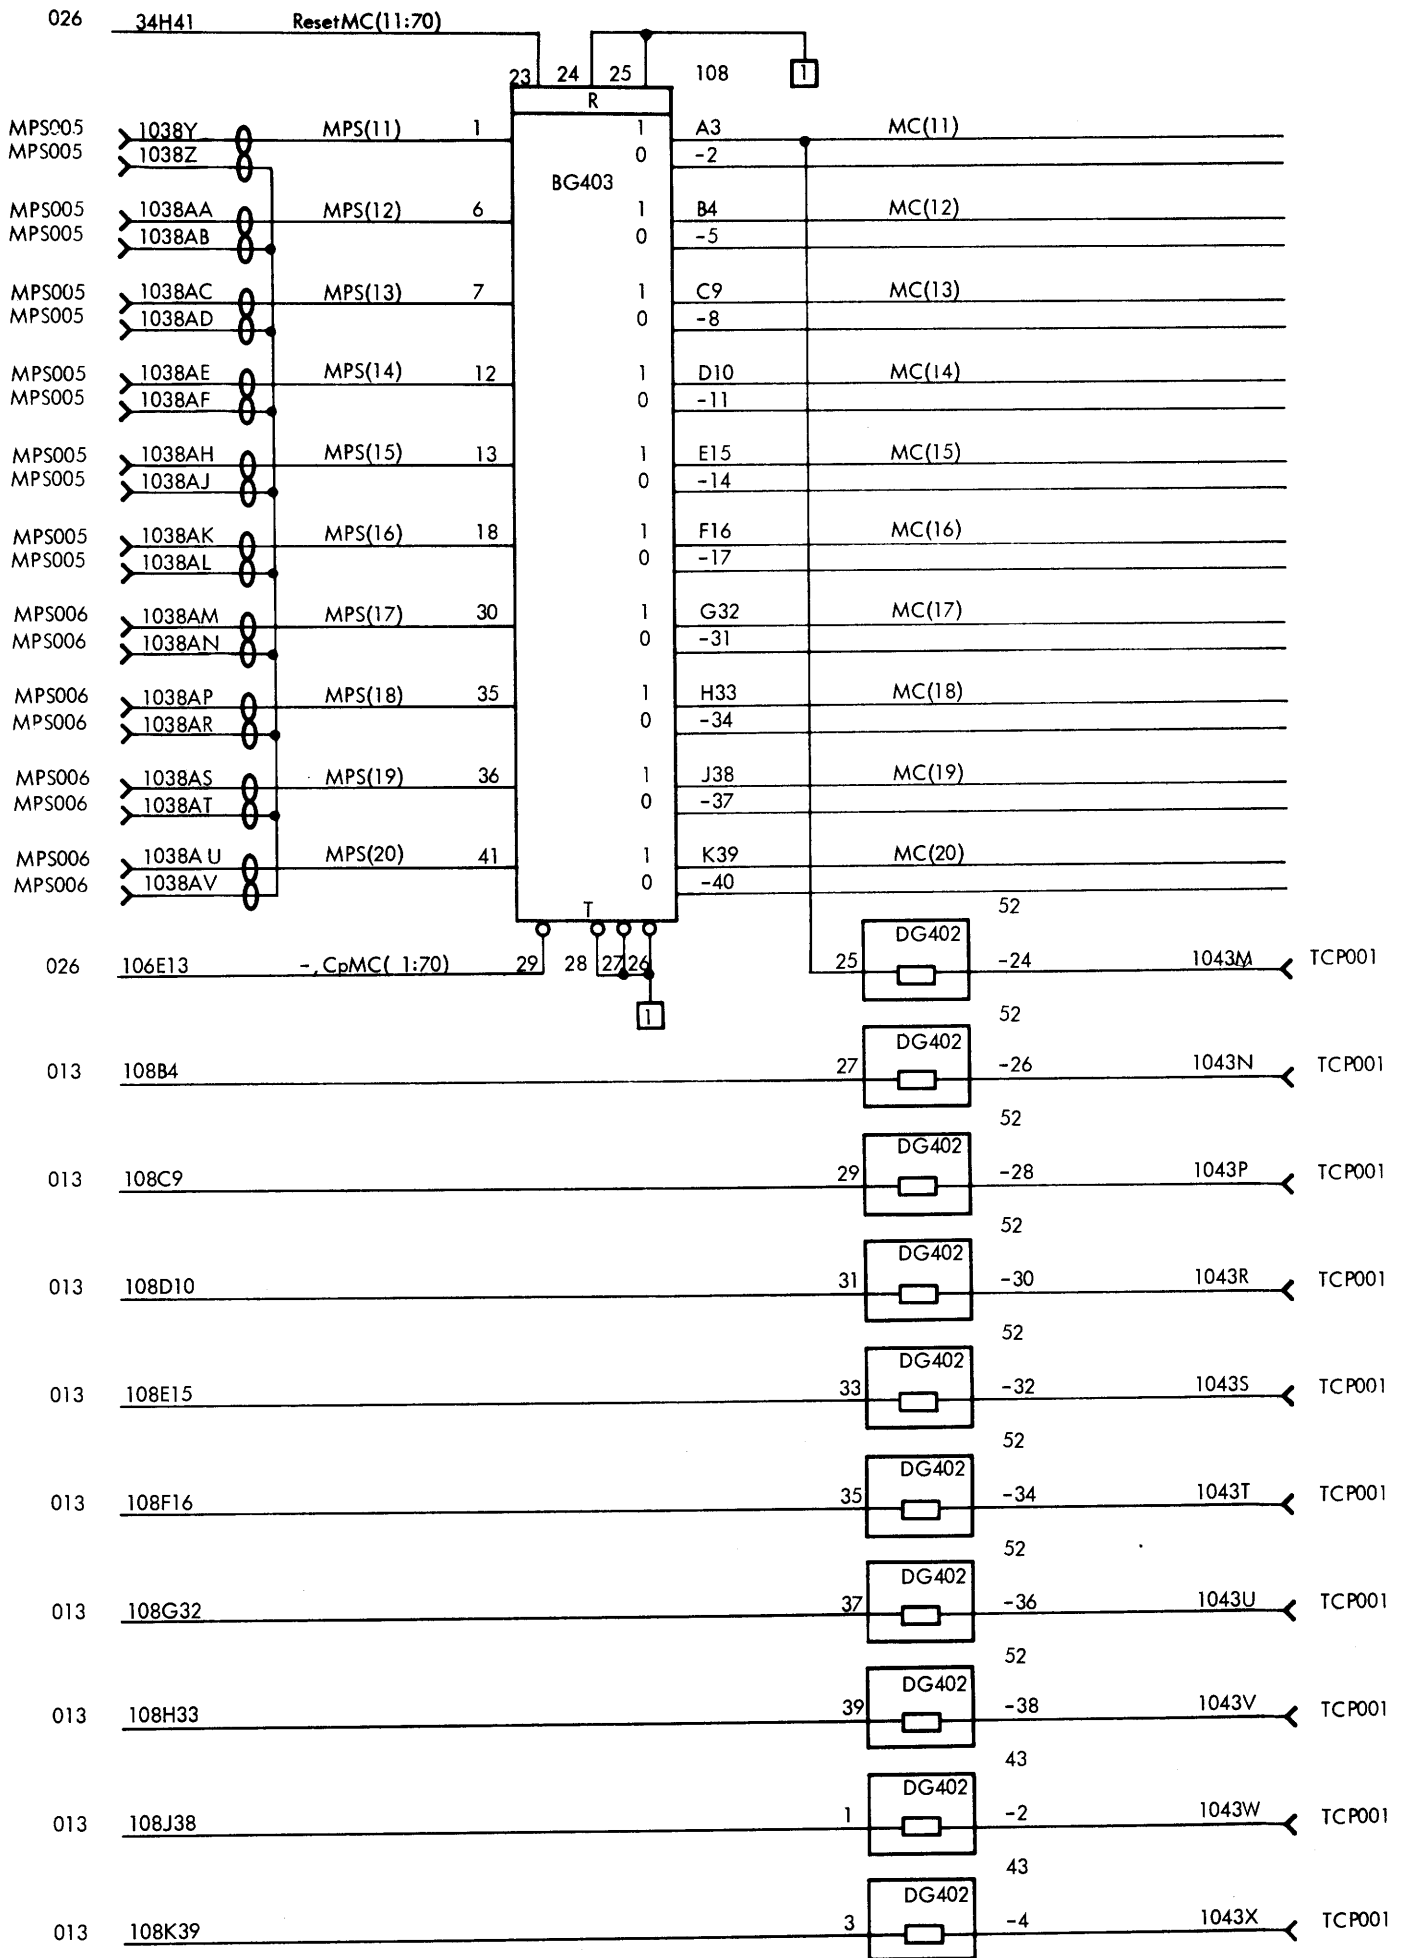 026 34H41 ResetMC(11:70)
23 24 25 108 1
R
MPS005 1038Y MPS(11) 1 1 A3 MC(11)
MPS005 1038Z 0 -2
BG403
MPS005 1038AA MPS(12) 6 1 B4 MC(12)
MPS005 1038AB 0 -5
MPS005 1038AC MPS(13) 7 1 C9 MC(13)
MPS005 1038AD 0 -8
MPS005 1038AE MPS(14) 12 1 D10 MC(14)
MPS005 1038AF 0 -11
MPS005 1038AH MPS(15) 13 1 E15 MC(15)
MPS005 1038AJ 0 -14
MPS005 1038AK MPS(16) 18 1 F16 MC(16)
MPS005 1038AL 0 -17
MPS006 1038AM MPS(17) 30 1 G32 MC(17)
MPS006 1038AN 0 -31
MPS006 1038AP MPS(18) 35 1 H33 MC(18)
MPS006 1038AR 0 -34
MPS006 1038AS MPS(19) 36 1 J38 MC(19)
MPS006 1038AT 0 -37
MPS006 1038AU MPS(20) 41 1 K39 MC(20)
MPS006 1038AV 0 -40
T 52
DG402
026 106E13 -,CpMC( 1:70) 29 28 27 26 25 -24 1043M TCP001
1 52
DG402
013 108B4 27 -26 1043N TCP001
52
DG402
013 108C9 29 -28 1043P TCP001
52
DG402
013 108D10 31 -30 1043R TCP001
52
DG402
013 108E15 33 -32 1043S TCP001
52
DG402
013 108F16 35 -34 1043T TCP001
52
DG402
013 108G32 37 -36 1043U TCP001
52
DG402
013 108H33 39 -38 1043V TCP001
43
DG402
013 108J38 1 -2 1043W TCP001
43
DG402
013 108K39 3 -4 1043X TCP001